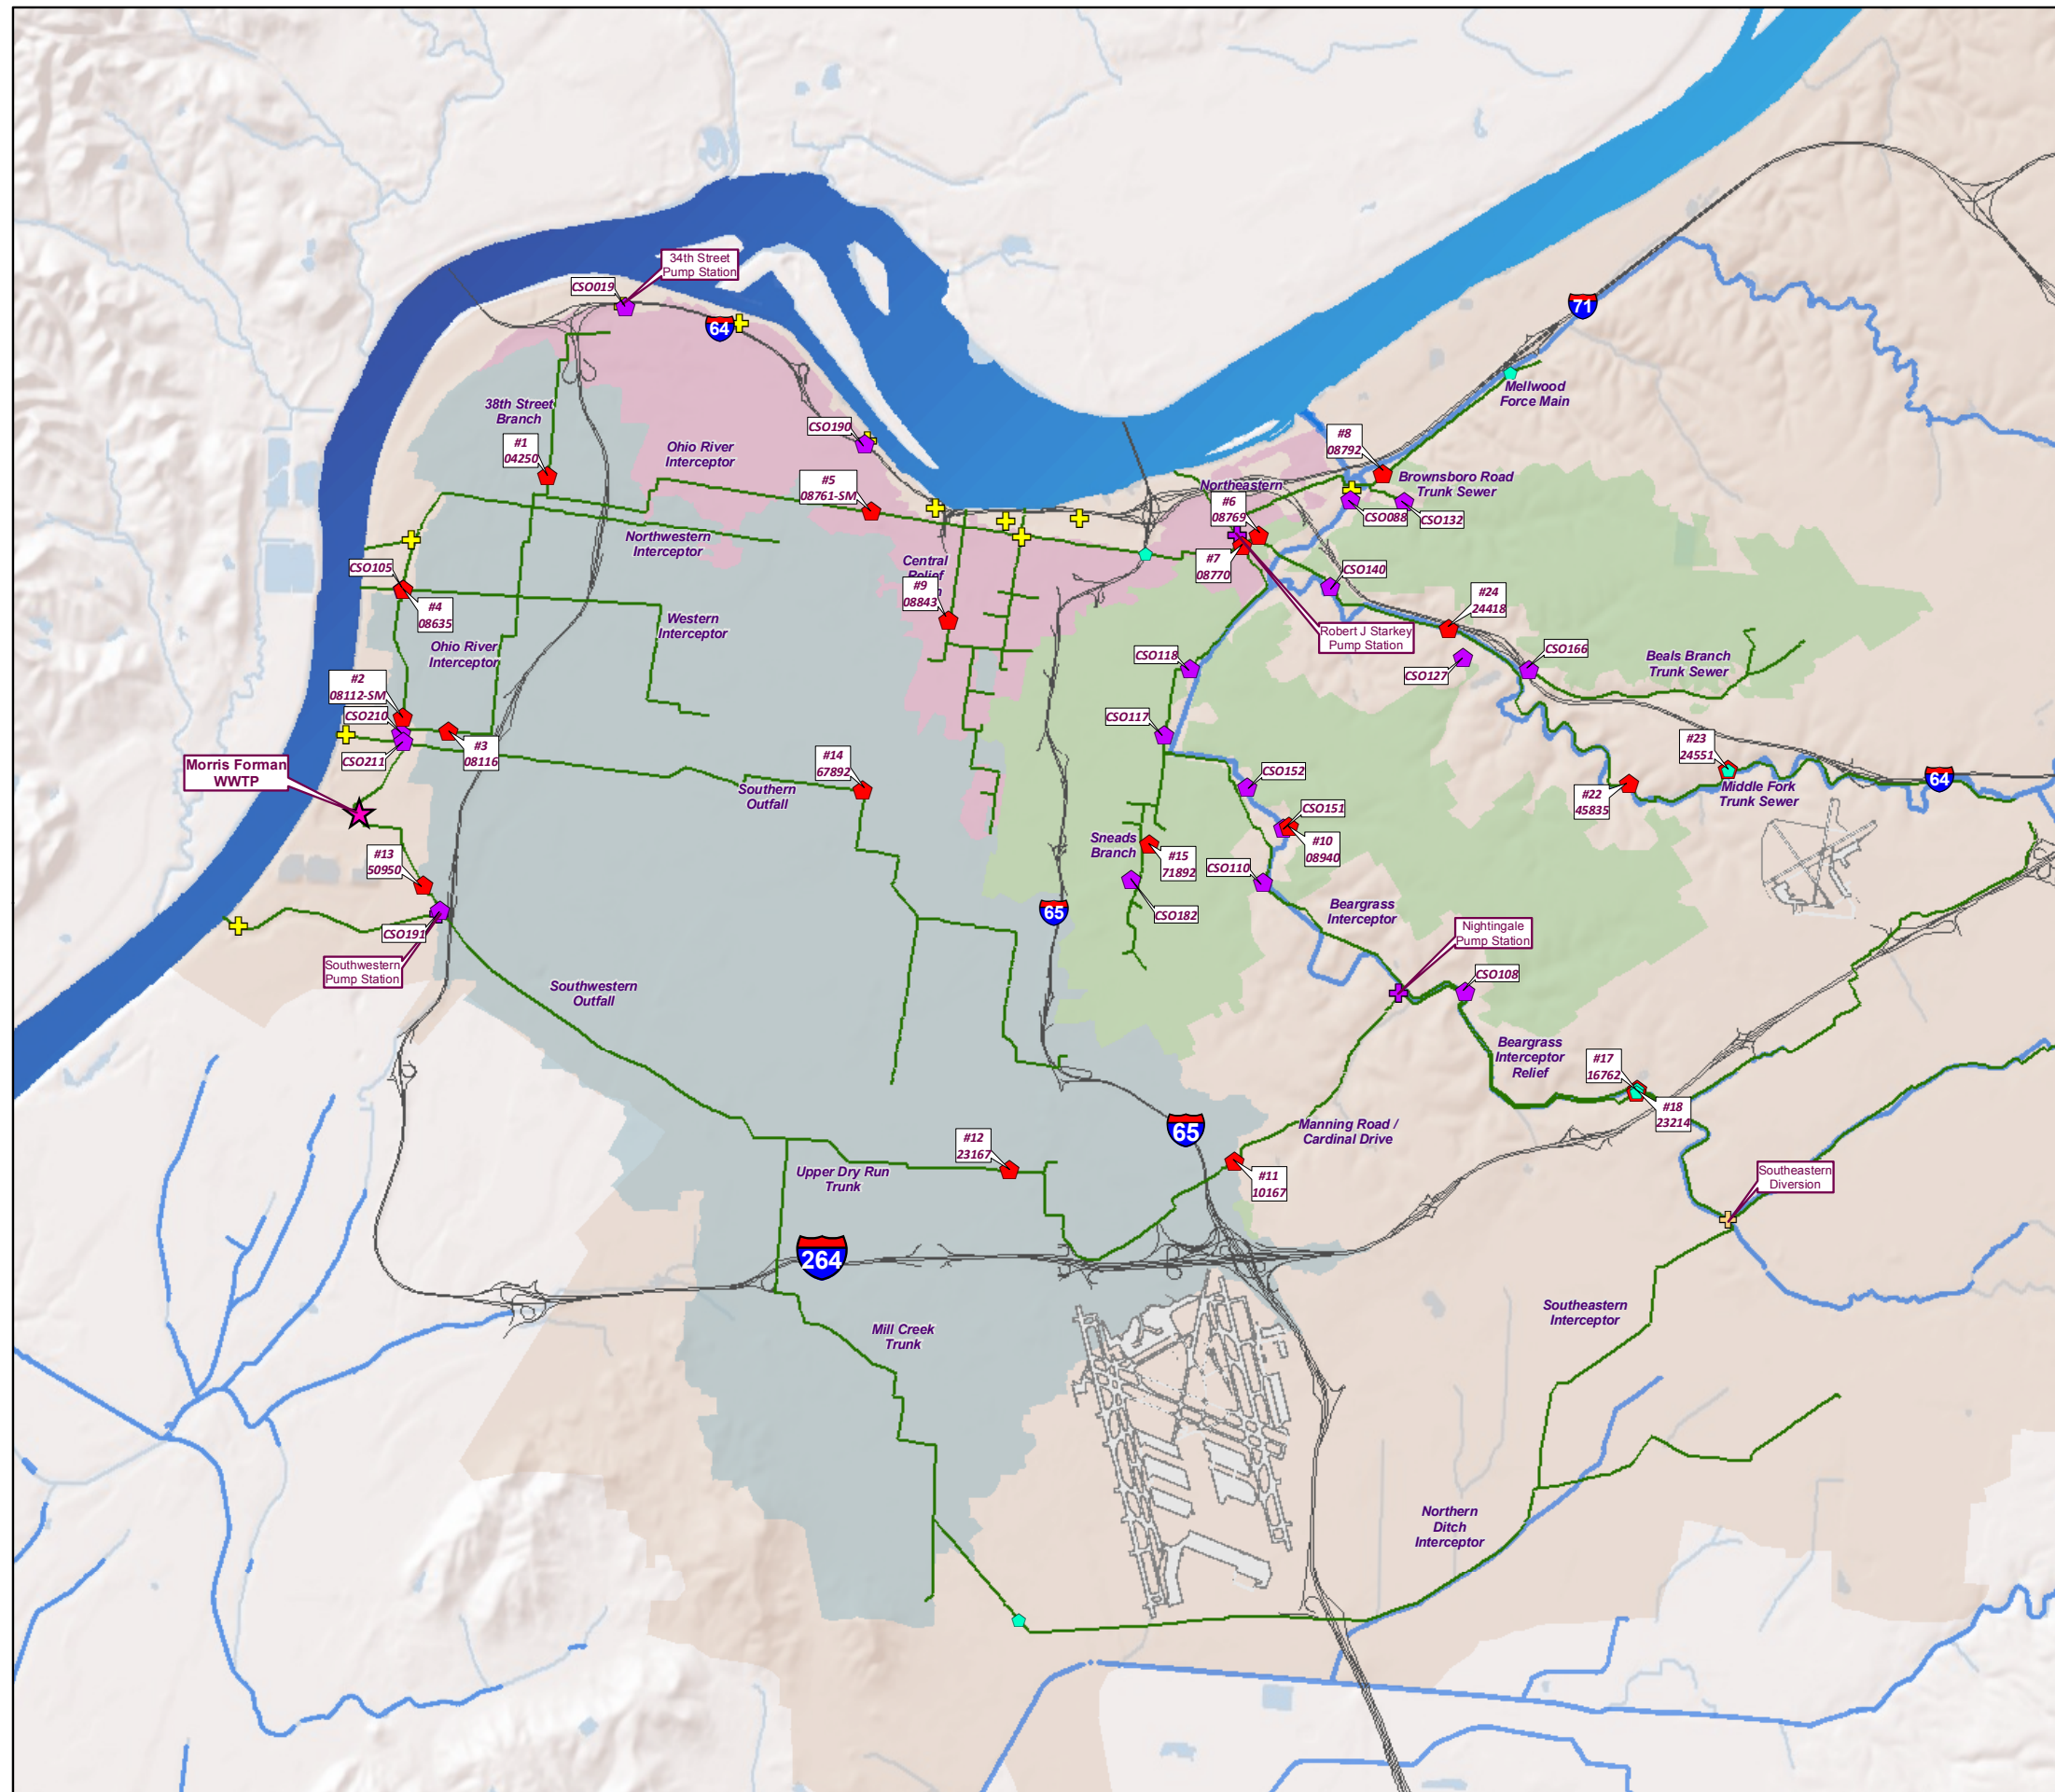 34th Street
Pump Station
CSO019
64
71
Mellwood
Force Main
38th Street
Branch
#1
04250
Ohio River
Interceptor
CSO190
#5
08761-SM
#8
08792
Brownsboro Road
Trunk Sewer
Northeastern
#6
08769
CSO088
CSO132
Northwestern
Interceptor
Central
Relief
#9
08843
#7
08770
CSO140
CSO105
#4
08635
#24
24418
Western
Interceptor
Robert J Starkey
Pump Station
Ohio River
Interceptor
CSO118
CSO127
CSO166
Beals Branch
Trunk Sewer
#2
08112-SM
CSO210
CSO211
#3
08116
CSO117
#23
24551
Morris Forman
WWTP
#14
67892
Southern
Outfall
CSO152
64
#22
45835
Middle Fork
Trunk Sewer
CSO151
#10
08940
#13
50950
Sneads
Branch
#15
71892
CSO110
CSO182
65
Beargrass
Interceptor
CSO191
Southwestern
Pump Station
Nightingale
Pump Station
CSO108
Southwestern
Outfall
Beargrass
Interceptor
Relief
#17
16762
#18
23214
65
Manning Road /
Cardinal Drive
#12
23167
Upper Dry Run
Trunk
#11
10167
Southeastern
Diversion
264
Southeastern
Interceptor
Mill Creek
Trunk
Northern
Ditch
Interceptor